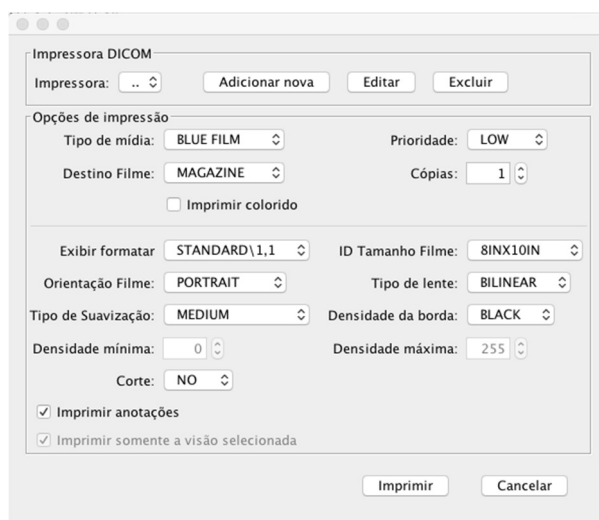 Impressora DICOM
Impressora: .. Adicionar nova Editar Excluir
Opções de impressão
Tipo de mídia: BLUE FILM Prioridade: LOW
Destino Filme: MAGAZINE Cópias: 1
Imprimir colorido
Exibir formatar STANDARD\1,1 ID Tamanho Filme: 8INX10IN
Orientação Filme: PORTRAIT Tipo de lente: BILINEAR
Tipo de Suavização: MEDIUM Densidade da borda: BLACK
Densidade mínima: 0 Densidade máxima: 255
Corte: NO
Imprimir anotações
Imprimir somente a visão selecionada
Imprimir Cancelar